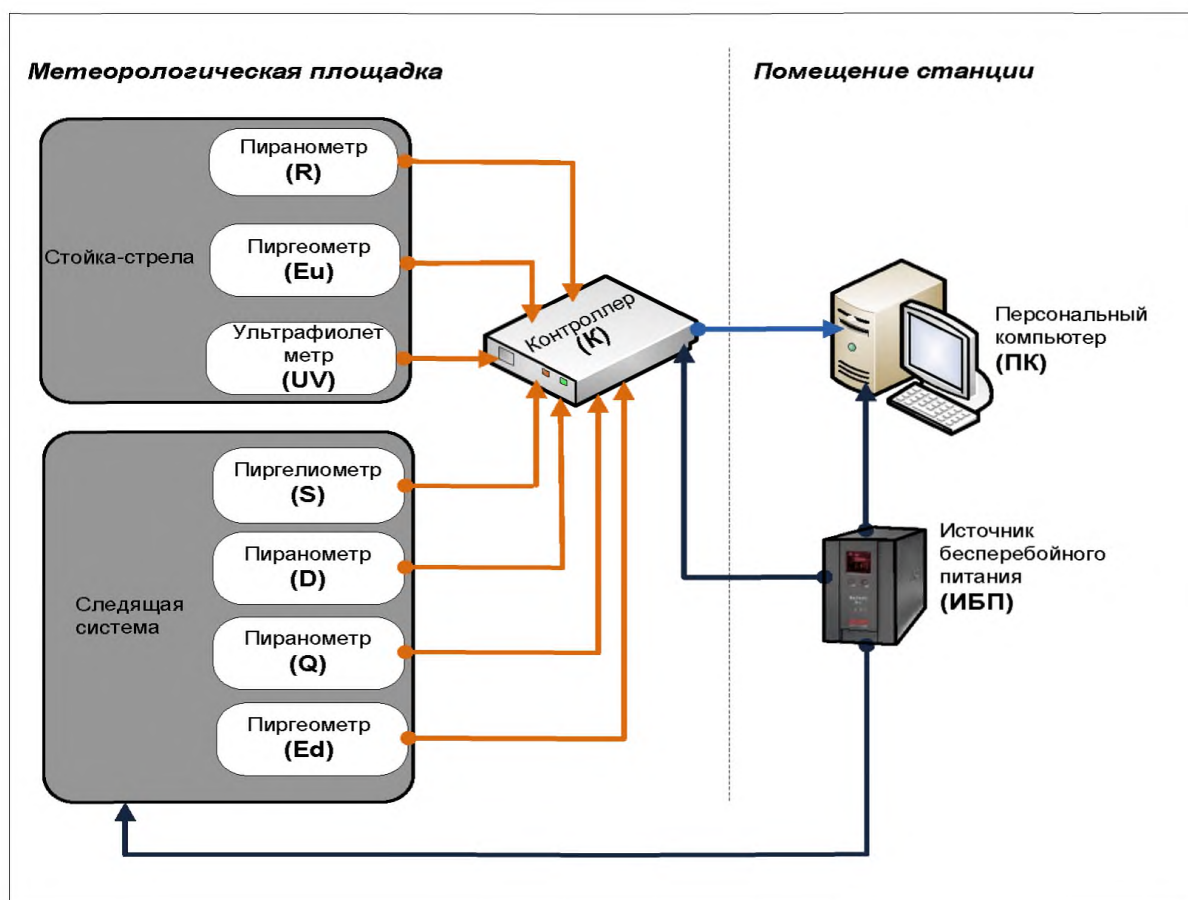 Метеорологическая площадка
Помещение станции
Стойка-стрела
Пиранометр
(R)
Пиргеометр
(Eu)
Ультрафиолет
метр
(UV)
Контроллер
(К)
Персональный
компьютер
(ПК)
Следящая
система
Пиргелиометр
(S)
Пиранометр
(D)
Пиранометр
(Q)
Пиргеометр
(Ed)
Источник
бесперебойного
питания
(ИБП)